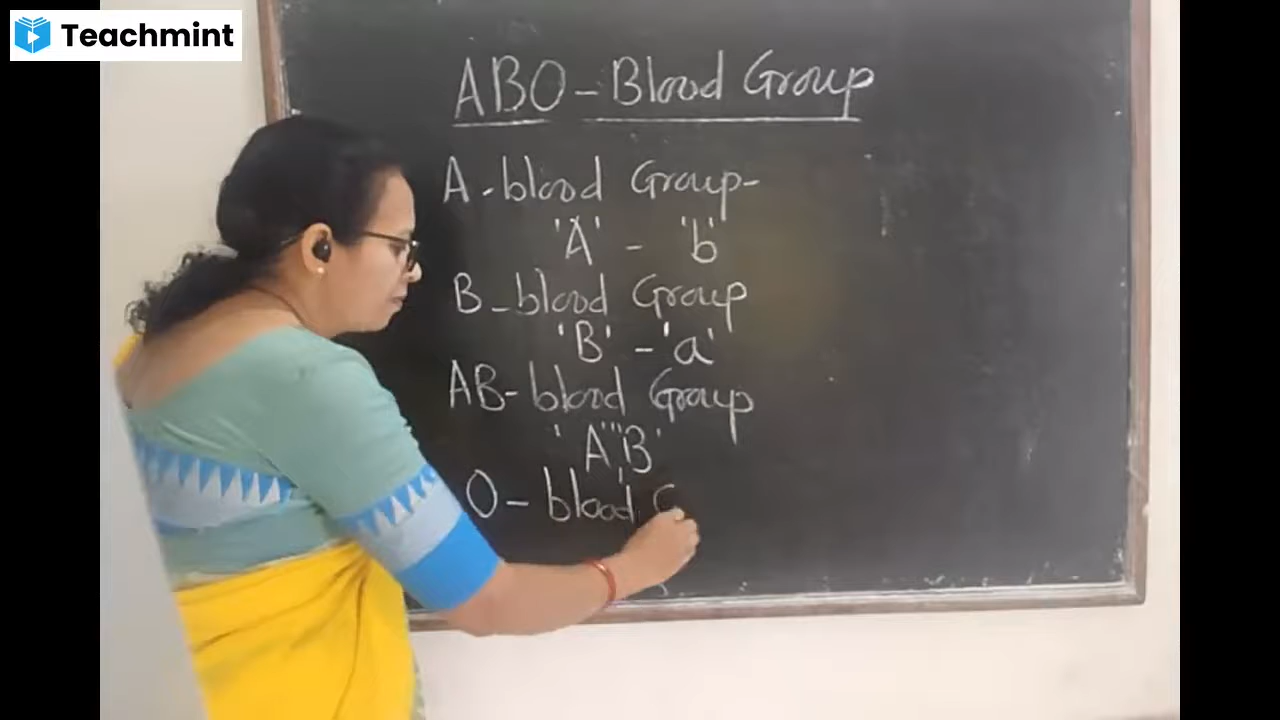 Teachmint
ABO - Blood Group
A - blood Group -
'A' - 'b'
B - blood Group
'B' - 'a'
AB - blood Group
'A' 'B'
O - blood G